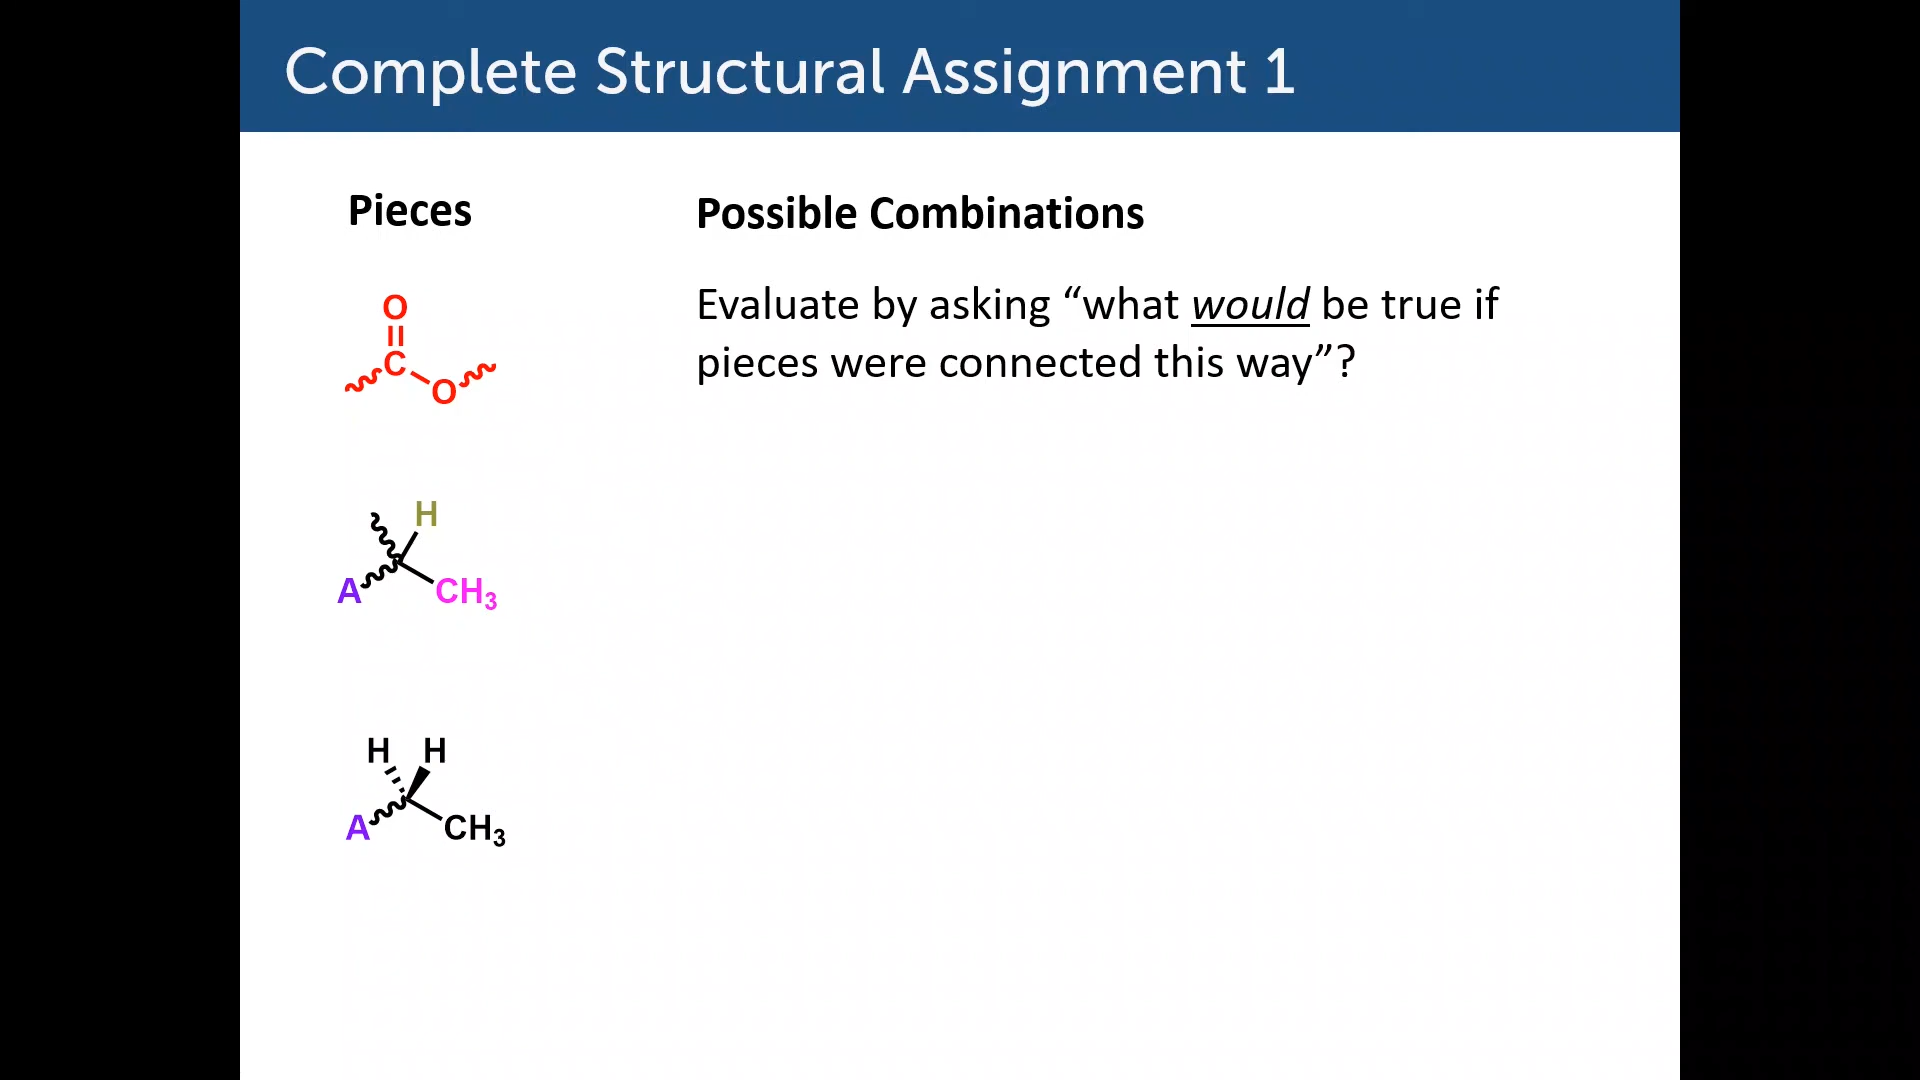 Complete Structural Assignment 1
Pieces
Possible Combinations
Evaluate by asking “what would be true if
pieces were connected this way”?
O
C
O
H
A
CH3
H H
A
CH3